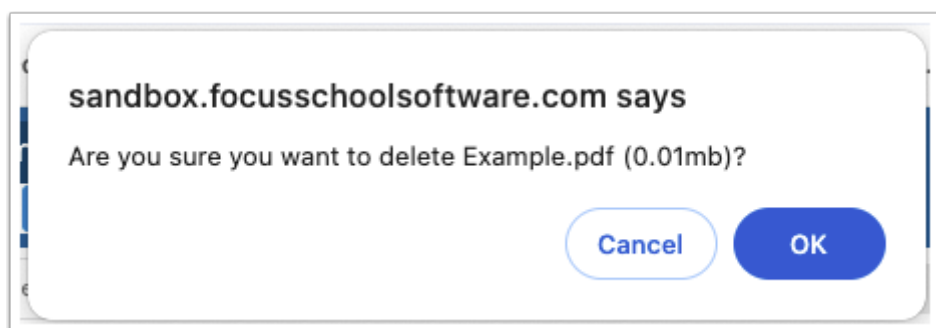 sandbox.focusschoolsoftware.com says
Are you sure you want to delete Example.pdf (0.01mb)?
Cancel
OK